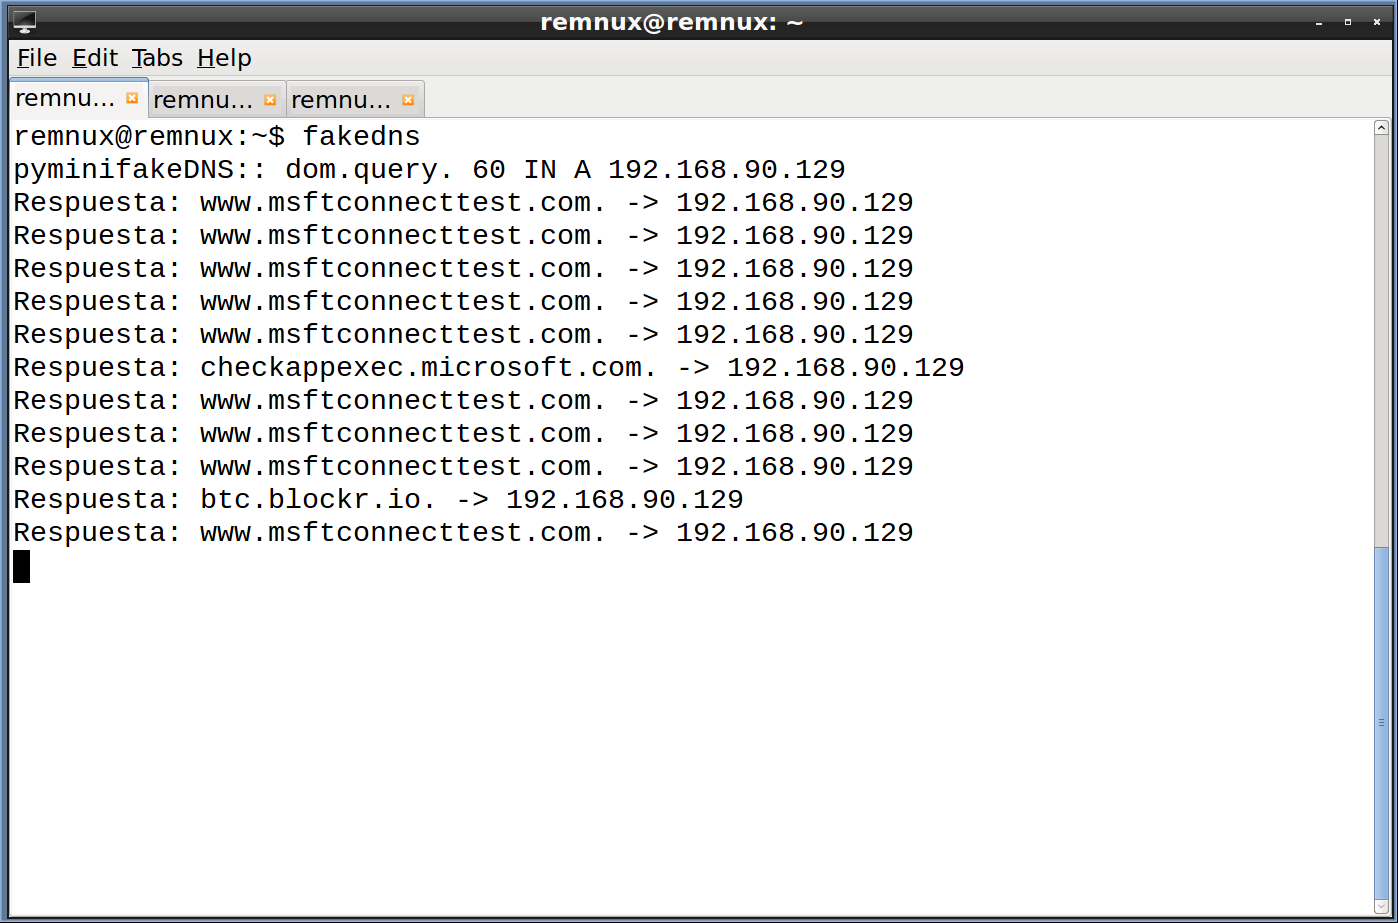 remnux@remnux: ~
File Edit Tabs Help
remnu... remnu... remnu...
remnux@remnux:~$ fakedns
pyminifakeDNS:: dom.query. 60 IN A 192.168.90.129
Respuesta: www.msftconnecttest.com. -> 192.168.90.129
Respuesta: www.msftconnecttest.com. -> 192.168.90.129
Respuesta: www.msftconnecttest.com. -> 192.168.90.129
Respuesta: www.msftconnecttest.com. -> 192.168.90.129
Respuesta: www.msftconnecttest.com. -> 192.168.90.129
Respuesta: checkappexec.microsoft.com. -> 192.168.90.129
Respuesta: www.msftconnecttest.com. -> 192.168.90.129
Respuesta: www.msftconnecttest.com. -> 192.168.90.129
Respuesta: www.msftconnecttest.com. -> 192.168.90.129
Respuesta: btc.blockr.io. -> 192.168.90.129
Respuesta: www.msftconnecttest.com. -> 192.168.90.129